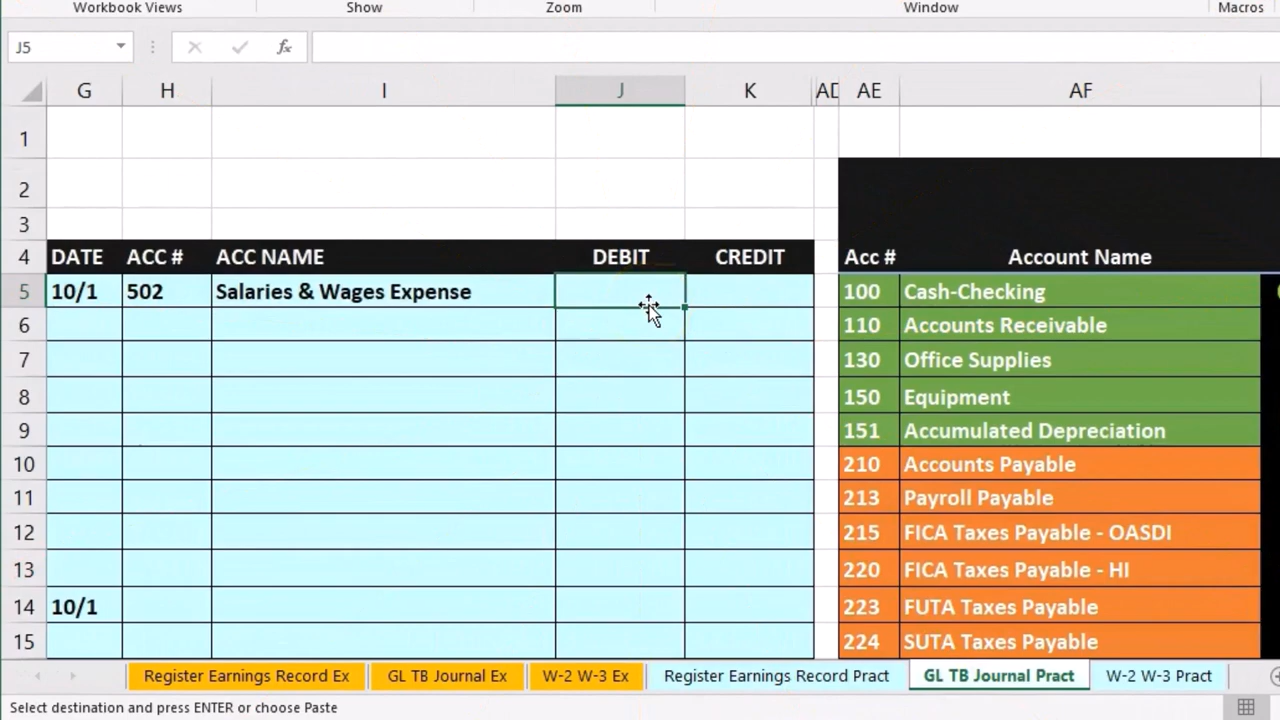 Workbook Views Show Zoom Window Macros
J5 fx
G H I J K AD AE AF
1
2
3
4 DATE ACC # ACC NAME DEBIT CREDIT Acc # Account Name
5 10/1 502 Salaries & Wages Expense 100 Cash-Checking
6 110 Accounts Receivable
7 130 Office Supplies
8 150 Equipment
9 151 Accumulated Depreciation
10 210 Accounts Payable
11 213 Payroll Payable
12 215 FICA Taxes Payable - OASDI
13 220 FICA Taxes Payable - HI
14 10/1 223 FUTA Taxes Payable
15 224 SUTA Taxes Payable
Register Earnings Record Ex GL TB Journal Ex W-2 W-3 Ex Register Earnings Record Pract GL TB Journal Pract W-2 W-3 Pract
Select destination and press ENTER or choose Paste